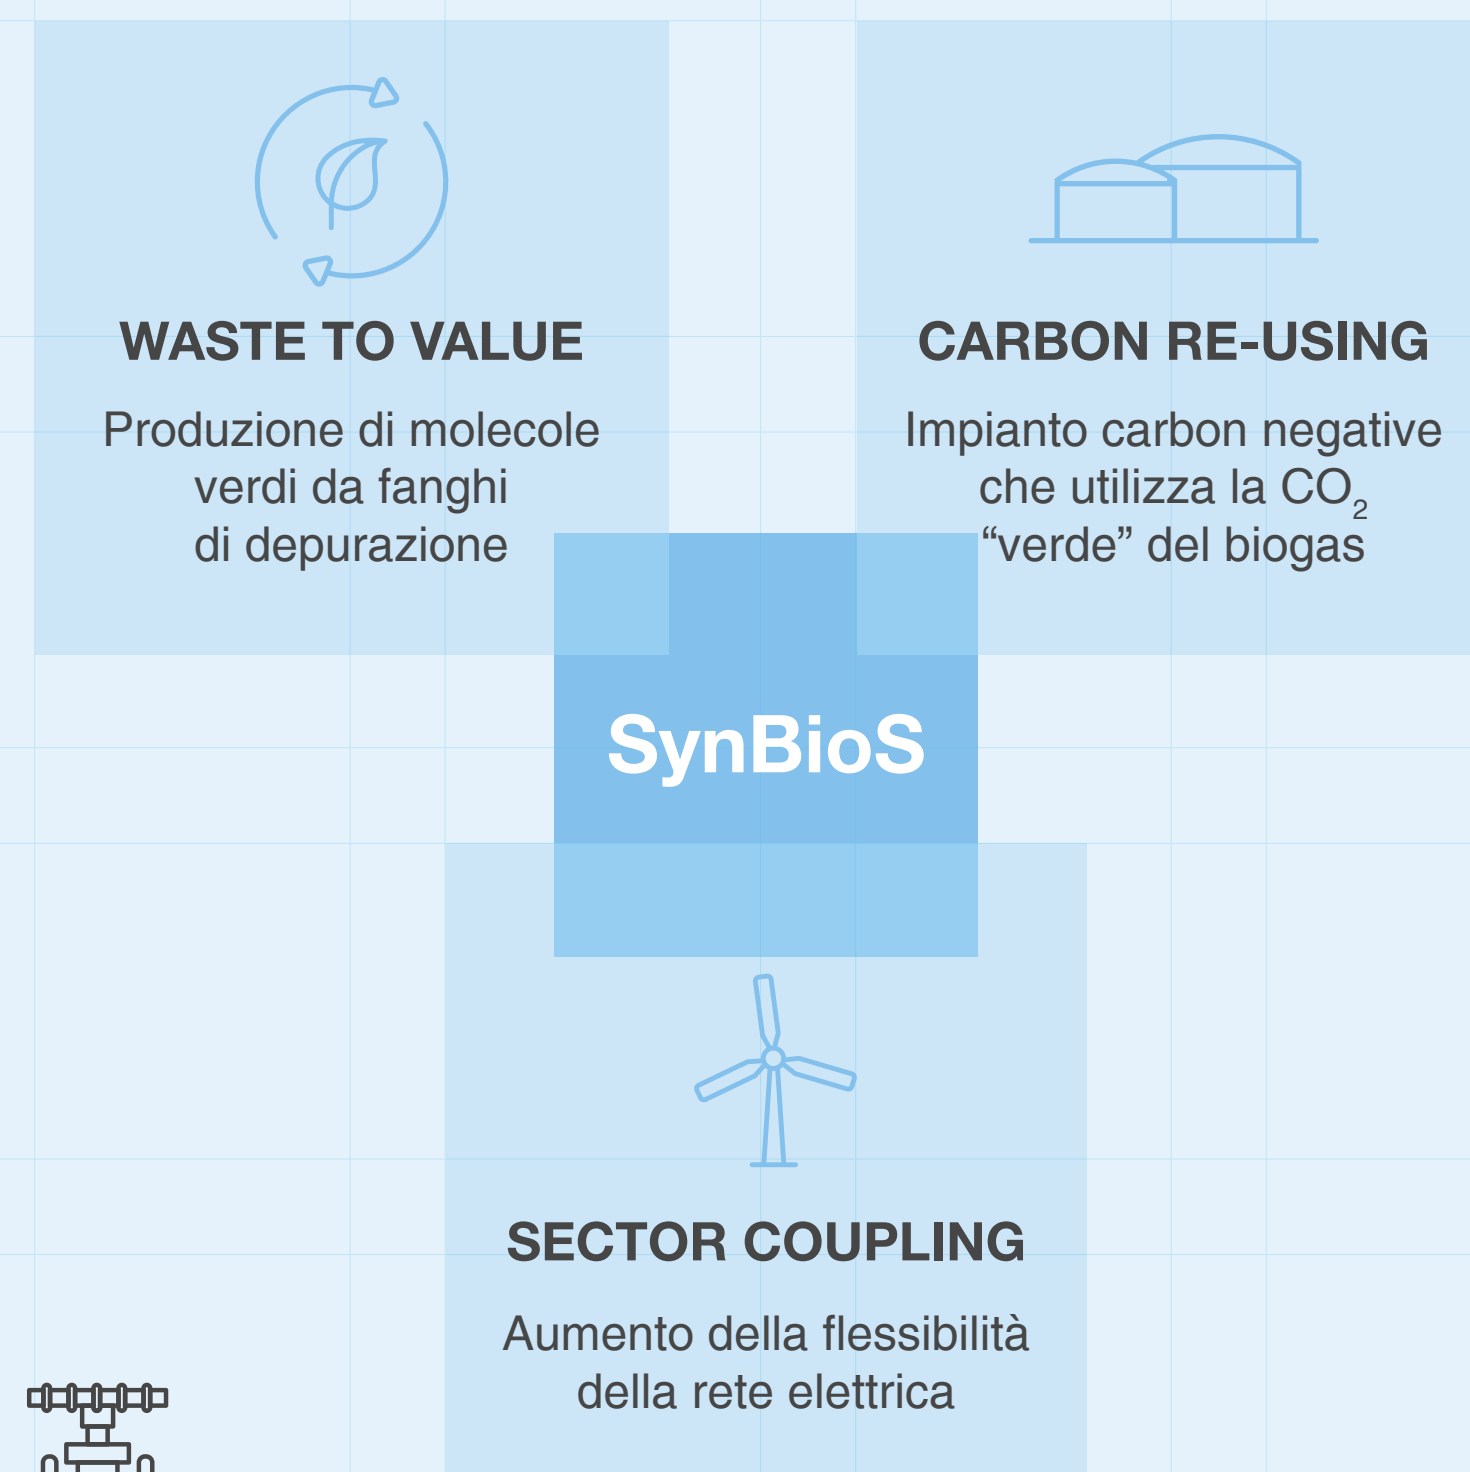 WASTE TO VALUE
Produzione di molecole
verdi da fanghi
di depurazione
CARBON RE-USING
Impianto carbon negative
che utilizza la CO₂
“verde” del biogas
SynBioS
SECTOR COUPLING
Aumento della flessibilità
della rete elettrica